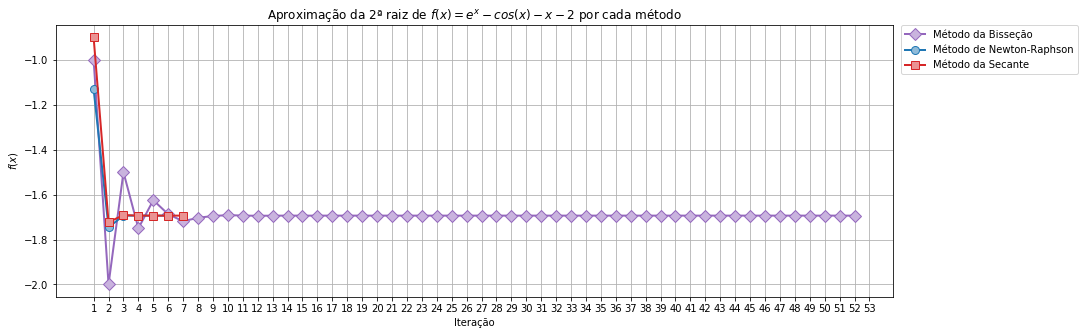 Aproximação da 2ª raiz de f(x) = e^x − cos(x) − x − 2 por cada método
Método da Bisseção
Método de Newton-Raphson
Método da Secante
f(x)
−1.0
−1.2
−1.4
−1.6
−1.8
−2.0
1 2 3 4 5 6 7 8 9 10 11 12 13 14 15 16 17 18 19 20 21 22 23 24 25 26 27 28 29 30 31 32 33 34 35 36 37 38 39 40 41 42 43 44 45 46 47 48 49 50 51 52 53
Iteração